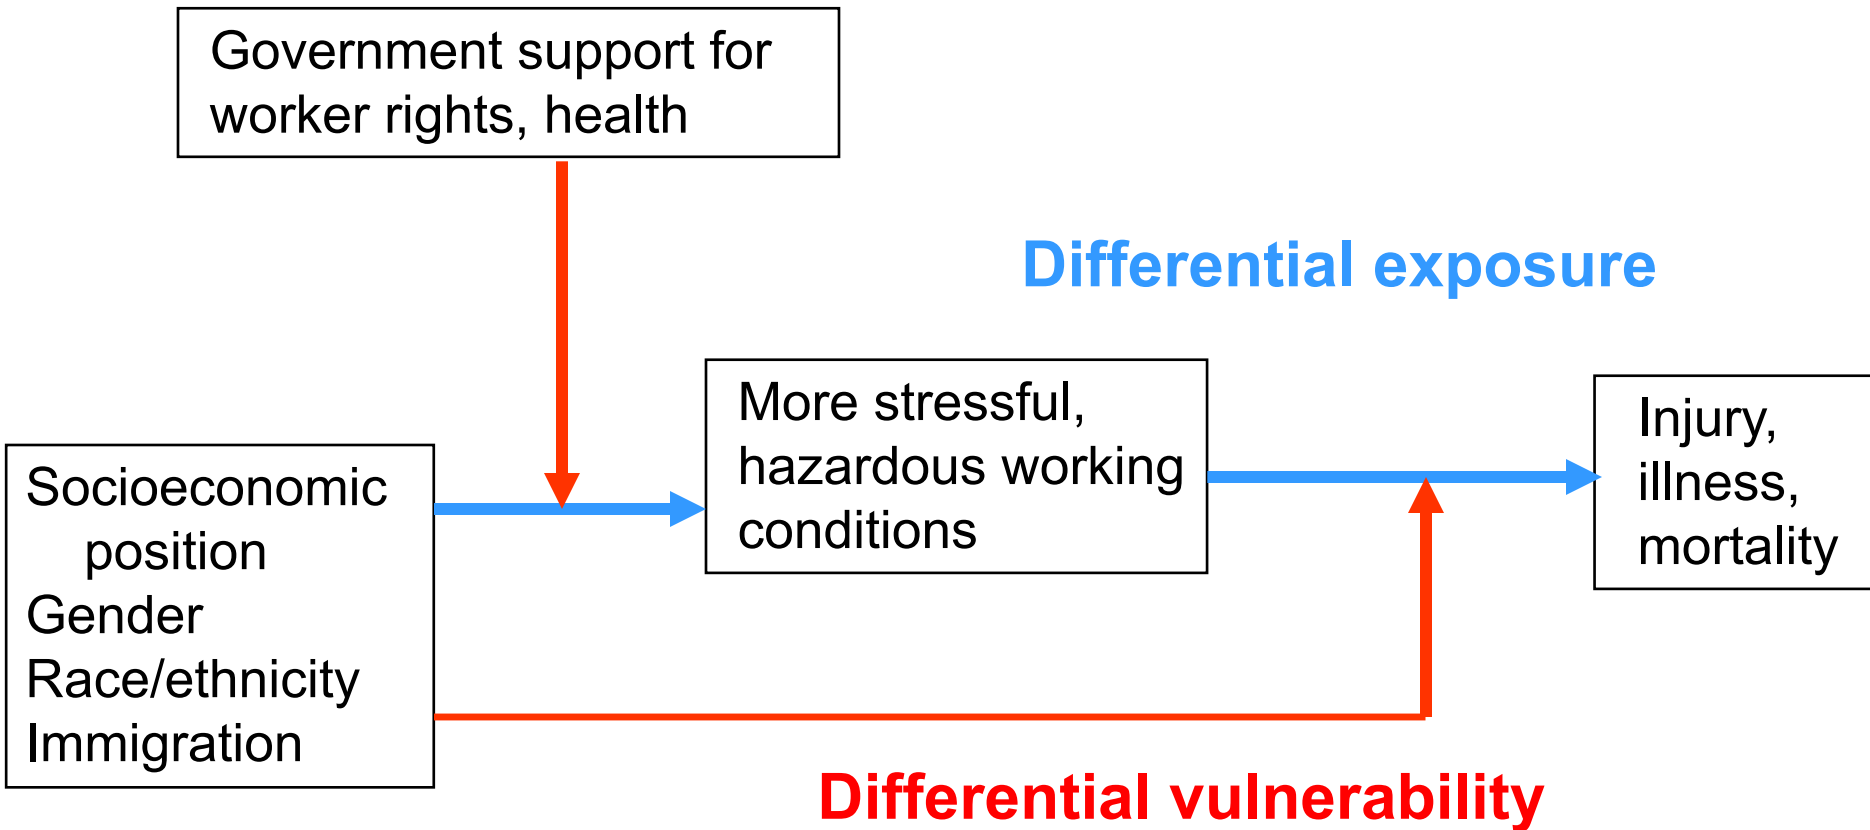 Government support for
worker rights, health
Differential exposure
More stressful,
hazardous working
conditions
Injury,
illness,
mortality
Socioeconomic
position
Gender
Race/ethnicity
Immigration
Differential vulnerability